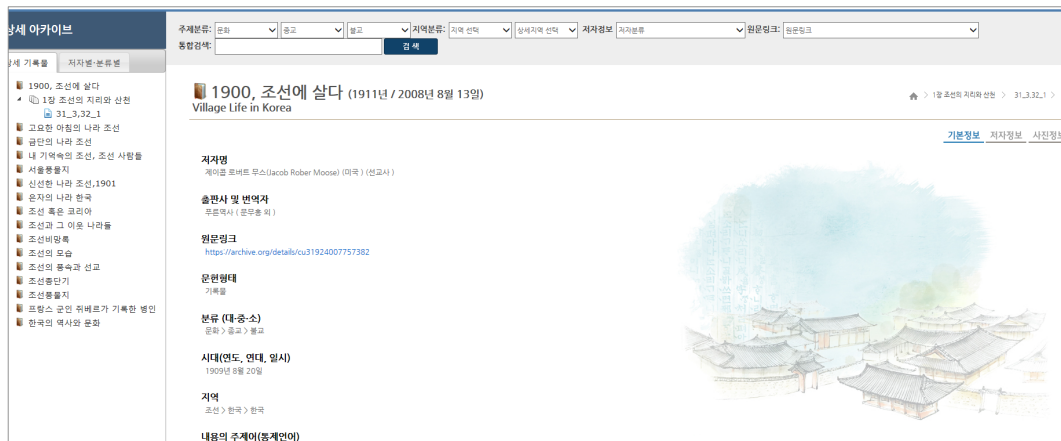 상세 아카이브
주제분류: 문화 종교 불교 지역분류: 지역 선택 상세지역 선택 저자정보 저자분류 원문링크: 원문링크
통합검색: 검 색
상세 기록물 저자별·분류별
1900, 조선에 살다
1장 조선의 지리와 산천
31_3,32_1
고요한 아침의 나라 조선
금단의 나라 조선
내 기억속의 조선, 조선 사람들
서울풍물지
신선한 나라 조선,1901
은자의 나라 한국
조선 혹은 코리아
조선과 그 이웃 나라들
조선비망록
조선의 모습
조선의 풍속과 선교
조선종단기
조선풍물지
프랑스 군인 쥐베르가 기록한 병인
한국의 역사와 문화
1900, 조선에 살다 (1911년 / 2008년 8월 13일)
Village Life in Korea
> 1장 조선의 지리와 산천 > 31_3,32_1 >
기본정보 저자정보 사진정보
저자명
제이콥 로버트 무스(Jacob Rober Moose) (미국 ) (선교사 )
출판사 및 번역자
푸른역사 ( 문무홍 외 )
원문링크
https://archive.org/details/cu31924007757382
문헌형태
기록물
분류 (대·중·소)
문화 > 종교 > 불교
시대(연도, 연대, 일시)
1909년 8월 20일
지역
조선 > 한국 > 한국
내용의 주제어(통제언어)